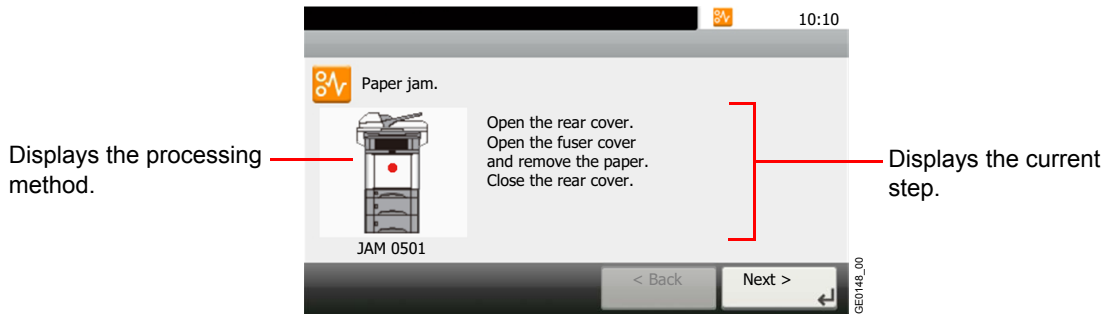 10:10
Paper jam.
Open the rear cover.
Open the fuser cover
and remove the paper.
Close the rear cover.
JAM 0501
< Back
Next >
Displays the processing
method.
Displays the current
step.
GE0148_00